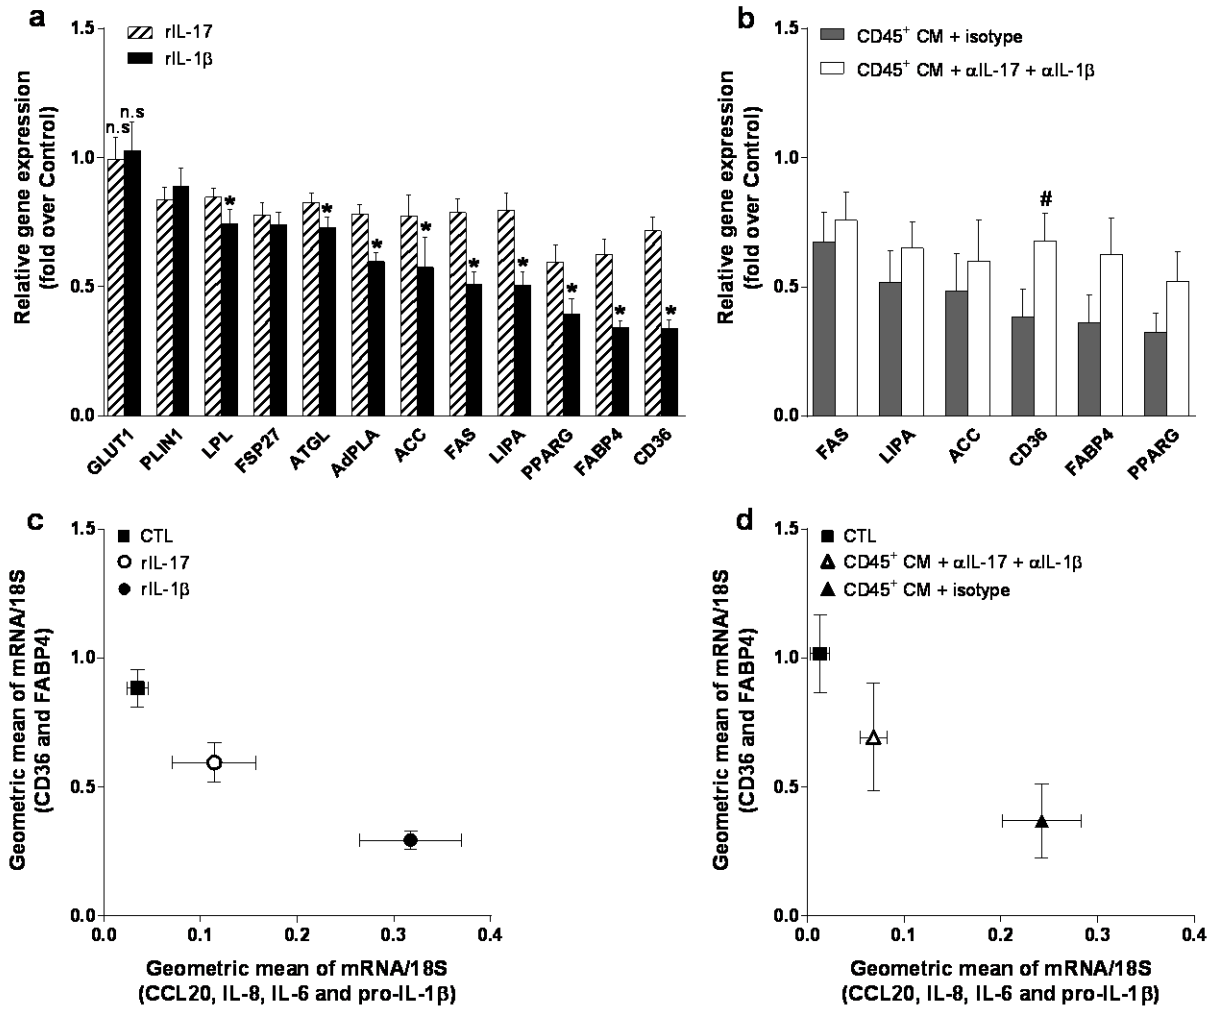 a
1.5
1.0
0.5
0.0
Relative gene expression
(fold over Control)
rIL-17
rIL-1β
n.s
n.s
*
*
*
*
*
*
*
*
*
GLUT1
PLIN1
LPL
FSP27
ATGL
AdPLA
ACC
FAS
LIPA
PPARG
FABP4
CD36
b
1.5
1.0
0.5
0.0
Relative gene expression
(fold over Control)
CD45⁺ CM + isotype
CD45⁺ CM + αIL-17 + αIL-1β
#
FAS
LIPA
ACC
CD36
FABP4
PPARG
c
1.5
1.0
0.5
0.0
Geometric mean of mRNA/18S
(CD36 and FABP4)
CTL
rIL-17
rIL-1β
0.0
0.1
0.2
0.3
0.4
Geometric mean of mRNA/18S
(CCL20, IL-8, IL-6 and pro-IL-1β)
d
1.5
1.0
0.5
0.0
Geometric mean of mRNA/18S
(CD36 and FABP4)
CTL
CD45⁺ CM + αIL-17 + αIL-1β
CD45⁺ CM + isotype
0.0
0.1
0.2
0.3
0.4
Geometric mean of mRNA/18S
(CCL20, IL-8, IL-6 and pro-IL-1β)